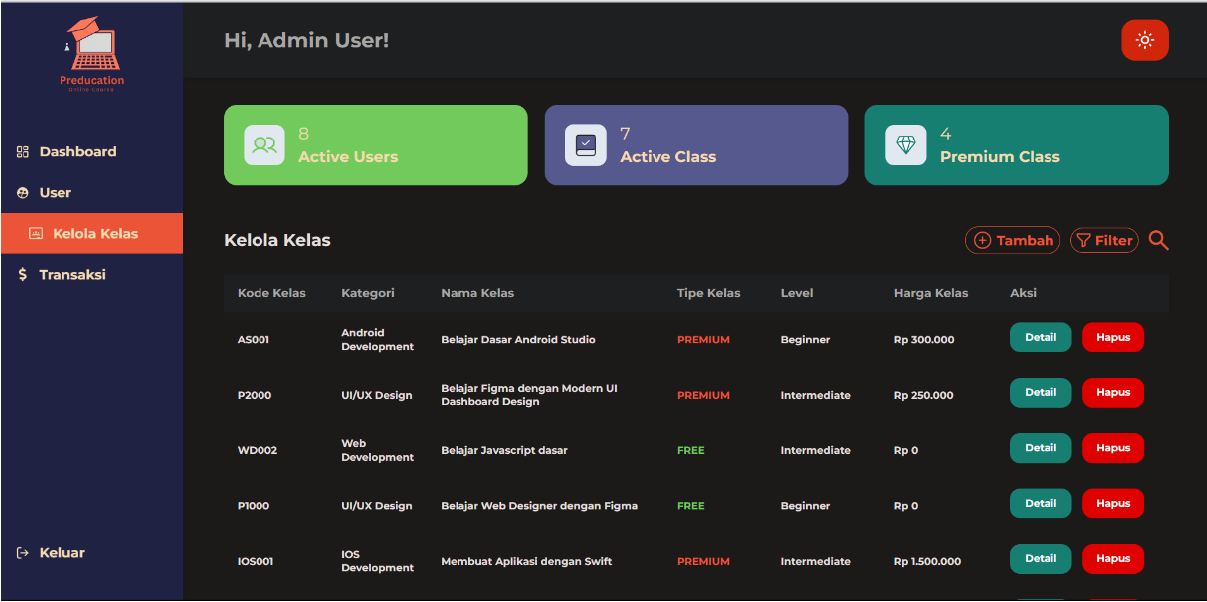 Preducation
Online Course
Dashboard
User
Kelola Kelas
$ Transaksi
Keluar
Hi, Admin User!
8
Active Users
7
Active Class
4
Premium Class
Kelola Kelas
Tambah
Filter
Kode Kelas Kategori Nama Kelas Tipe Kelas Level Harga Kelas Aksi
AS001 Android Development Belajar Dasar Android Studio PREMIUM Beginner Rp 300.000 Detail Hapus
P2000 UI/UX Design Belajar Figma dengan Modern UI Dashboard Design PREMIUM Intermediate Rp 250.000 Detail Hapus
WD002 Web Development Belajar Javascript dasar FREE Intermediate Rp 0 Detail Hapus
P1000 UI/UX Design Belajar Web Designer dengan Figma FREE Beginner Rp 0 Detail Hapus
IOS001 IOS Development Membuat Aplikasi dengan Swift PREMIUM Intermediate Rp 1.500.000 Detail Hapus